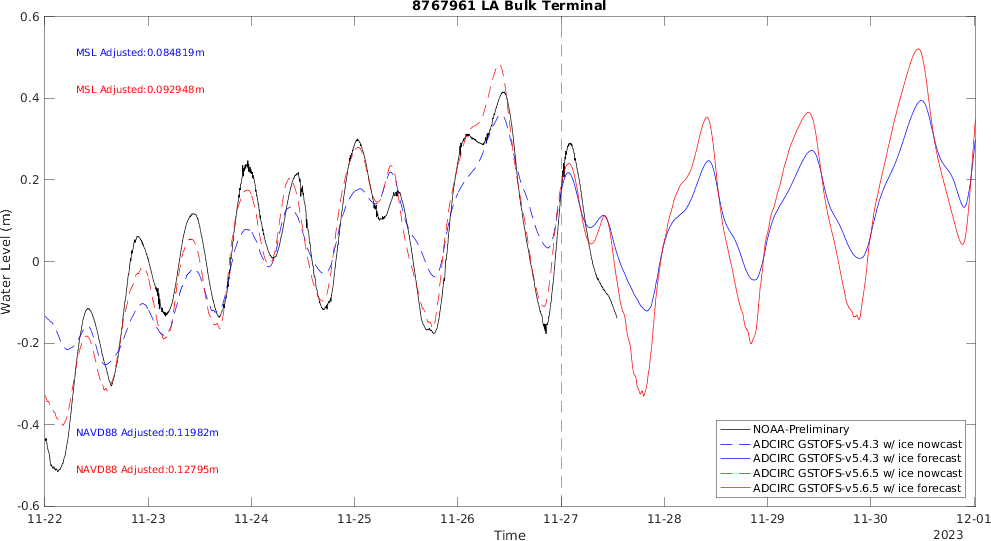 8767961 LA Bulk Terminal
MSL Adjusted:0.084819m
MSL Adjusted:0.092948m
NAVD88 Adjusted:0.11982m
NAVD88 Adjusted:0.12795m
Water Level (m)
0.6
0.4
0.2
0
-0.2
-0.4
-0.6
NOAA-Preliminary
ADCIRC GSTOFS-v5.4.3 w/ ice nowcast
ADCIRC GSTOFS-v5.4.3 w/ ice forecast
ADCIRC GSTOFS-v5.6.5 w/ ice nowcast
ADCIRC GSTOFS-v5.6.5 w/ ice forecast
11-22 11-23 11-24 11-25 11-26 11-27 11-28 11-29 11-30 12-01
Time
2023